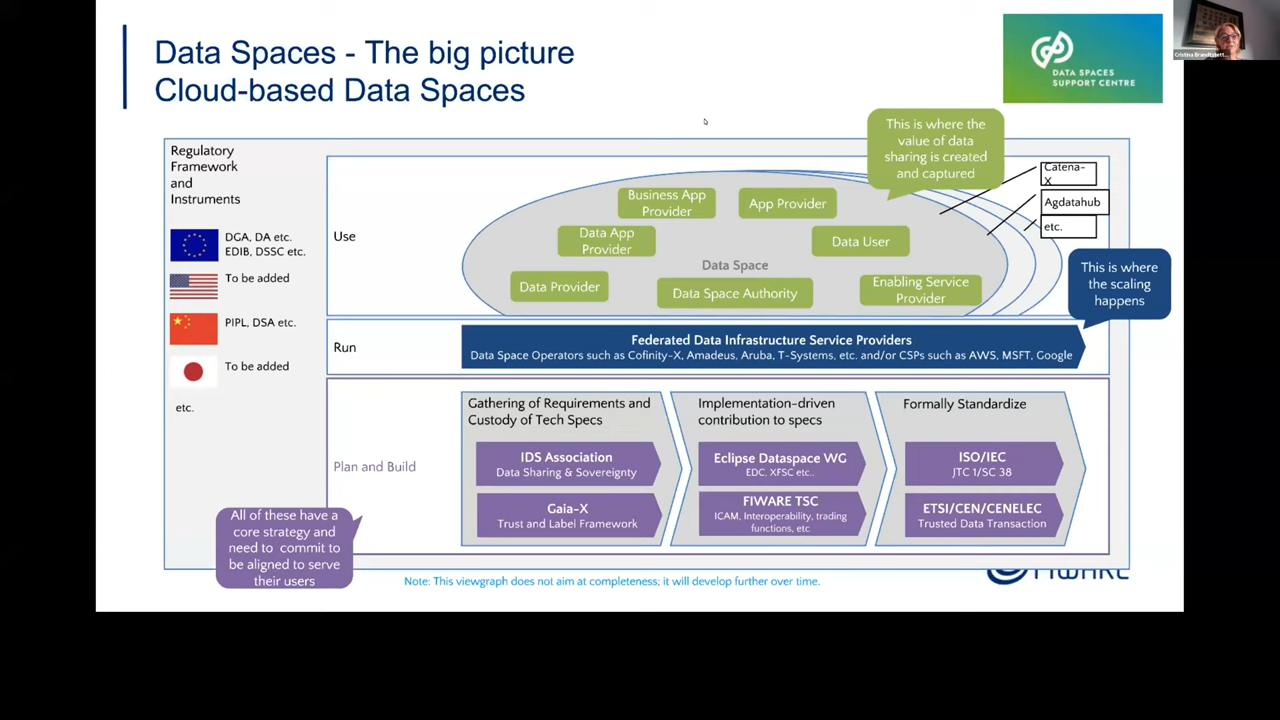 Data Spaces - The big picture
Cloud-based Data Spaces
DATA SPACES
SUPPORT CENTRE
Regulatory
Framework
and
Instruments
DGA, DA etc.
EDIB, DSSC etc.
To be added
PIPL, DSA etc.
To be added
etc.
Use
Business App
Provider
App Provider
Data App
Provider
Data User
Data Space
Data Provider
Data Space Authority
Enabling Service
Provider
This is where the
value of data
sharing is created
and captured
Catena-
X
Agdatahub
etc.
This is where
the scaling
happens
Run
Federated Data Infrastructure Service Providers
Data Space Operators such as Cofinity-X, Amadeus, Aruba, T-Systems, etc. and/or CSPs such as AWS, MSFT, Google
Plan and Build
Gathering of Requirements and
Custody of Tech Specs
IDS Association
Data Sharing & Sovereignty
Gaia-X
Trust and Label Framework
Implementation-driven
contribution to specs
Eclipse Dataspace WG
EDC, XFSC etc..
FIWARE TSC
ICAM, Interoperability, trading
functions, etc
Formally Standardize
ISO/IEC
JTC 1/SC 38
ETSI/CEN/CENELEC
Trusted Data Transaction
All of these have a
core strategy and
need to commit to
be aligned to serve
their users
Note: This viewgraph does not aim at completeness; it will develop further over time.
FIWARE